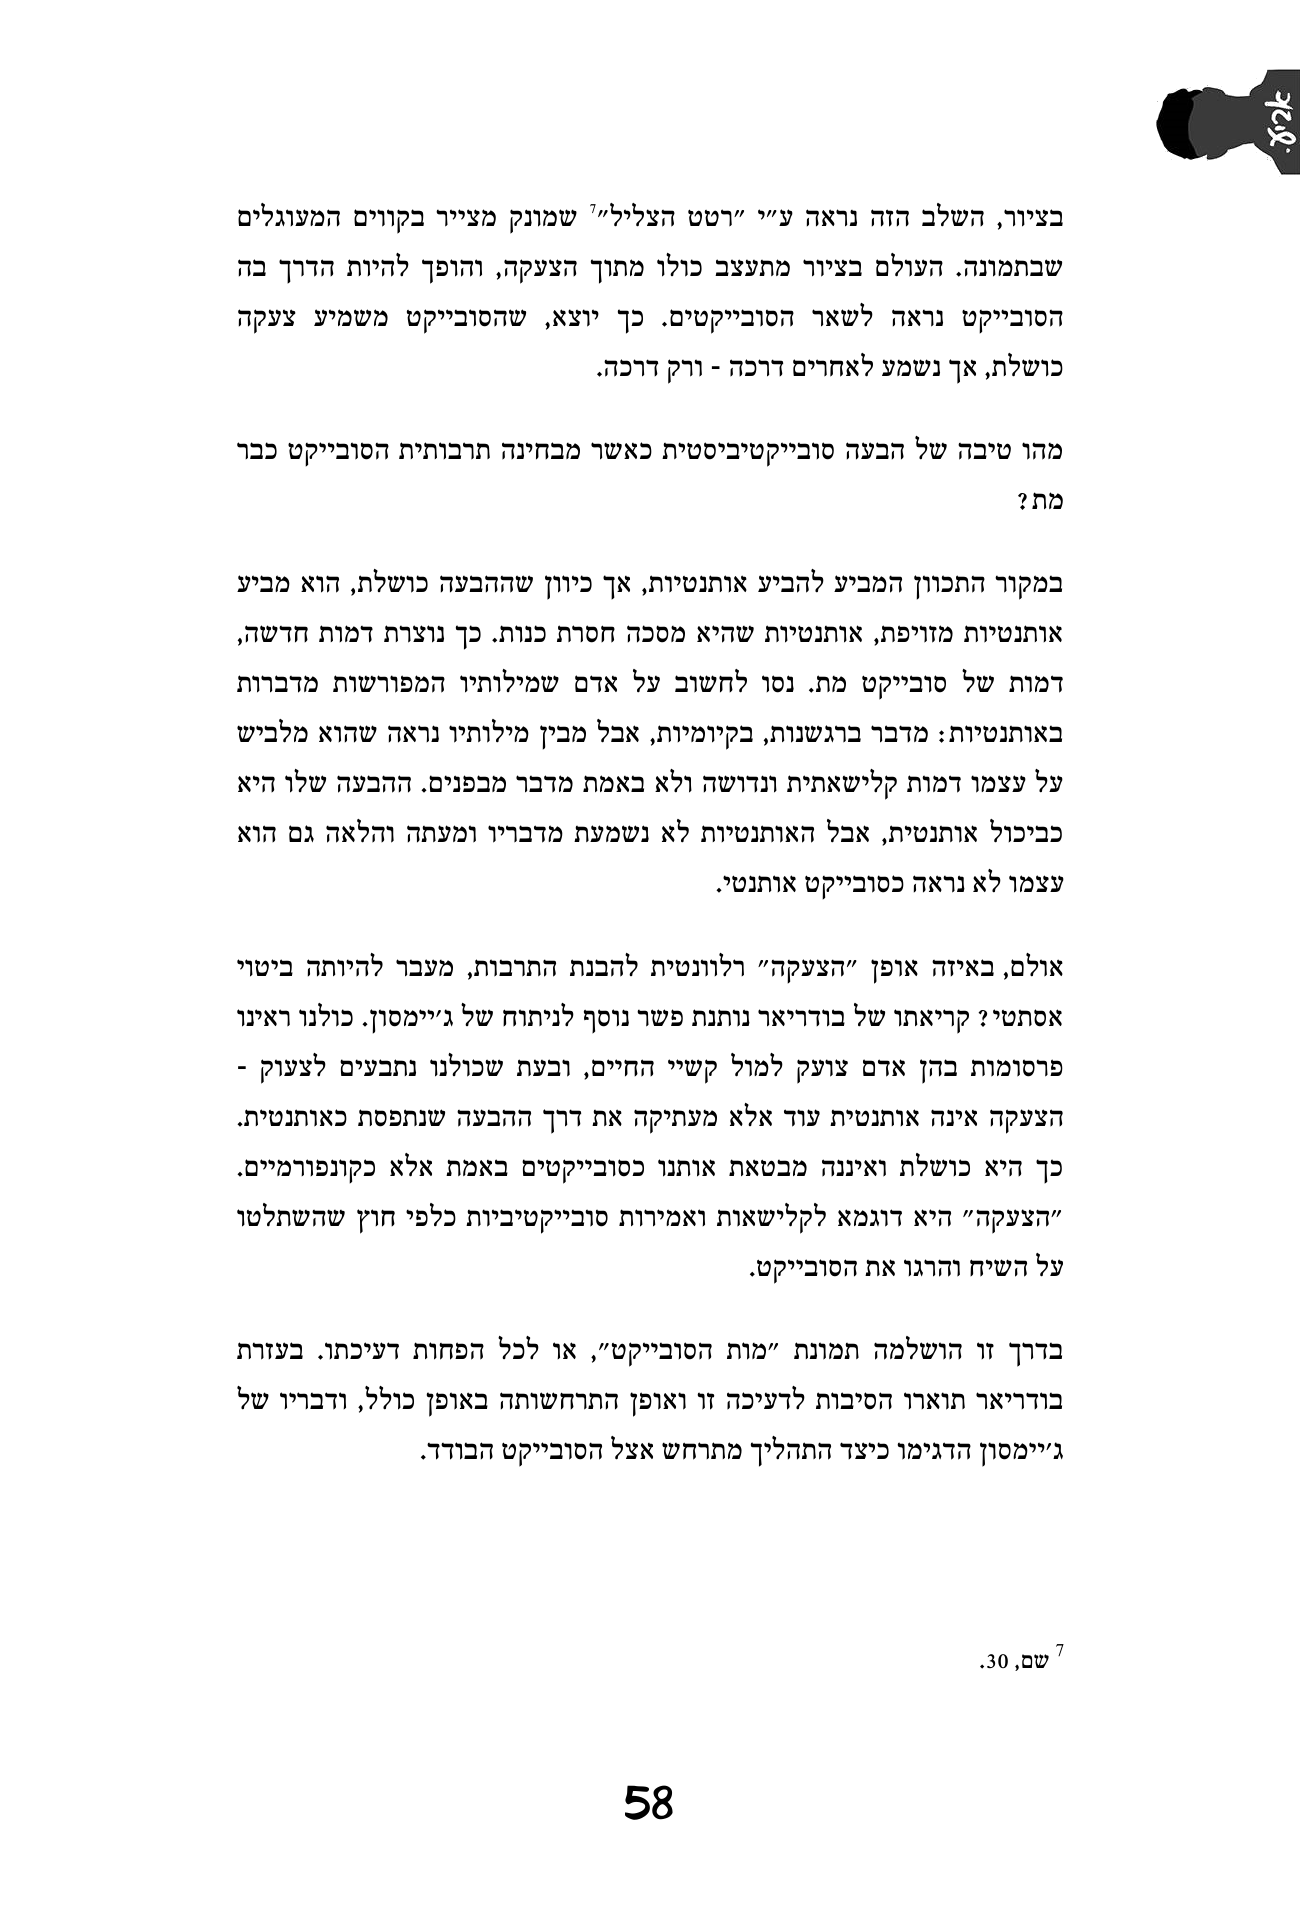 אביעז.
בציור, השלב הזה נראה ע״י ״רטט הצליל״7 שמונק מצייר בקווים המעוגלים
שבתמונה. העולם בציור מתעצב כולו מתוך הצעקה, והופך להיות הדרך בה
הסובייקט נראה לשאר הסובייקטים. כך יוצא, שהסובייקט משמיע צעקה
כושלת, אך נשמע לאחרים דרכה - ורק דרכה.
מהו טיבה של הבעה סובייקטיביסטית כאשר מבחינה תרבותית הסובייקט כבר
מת?
במקור התכוון המביע להביע אותנטיות, אך כיוון שההבעה כושלת, הוא מביע
אותנטיות מזויפת, אותנטיות שהיא מסכה חסרת כנות. כך נוצרת דמות חדשה,
דמות של סובייקט מת. נסו לחשוב על אדם שמילותיו המפורשות מדברות
באותנטיות: מדבר ברגשנות, בקיומיות, אבל מבין מילותיו נראה שהוא מלביש
על עצמו דמות קלישאתית ונדושה ולא באמת מדבר מבפנים. ההבעה שלו היא
כביכול אותנטית, אבל האותנטיות לא נשמעת מדבריו ומעתה והלאה גם הוא
עצמו לא נראה כסובייקט אותנטי.
אולם, באיזה אופן ״הצעקה״ רלוונטית להבנת התרבות, מעבר להיותה ביטוי
אסתטי? קריאתו של בודריאר נותנת פשר נוסף לניתוח של ג׳יימסון. כולנו ראינו
פרסומות בהן אדם צועק למול קשיי החיים, ובעת שכולנו נתבעים לצעוק -
הצעקה אינה אותנטית עוד אלא מעתיקה את דרך ההבעה שנתפסת כאותנטית.
כך היא כושלת ואיננה מבטאת אותנו כסובייקטים באמת אלא כקונפורמיים.
״הצעקה״ היא דוגמא לקלישאות ואמירות סובייקטיביות כלפי חוץ שהשתלטו
על השיח והרגו את הסובייקט.
בדרך זו הושלמה תמונת ״מות הסובייקט״, או לכל הפחות דעיכתו. בעזרת
בודריאר תוארו הסיבות לדעיכה זו ואופן התרחשותה באופן כולל, ודבריו של
ג׳יימסון הדגימו כיצד התהליך מתרחש אצל הסובייקט הבודד.
7 שם, 30.
58